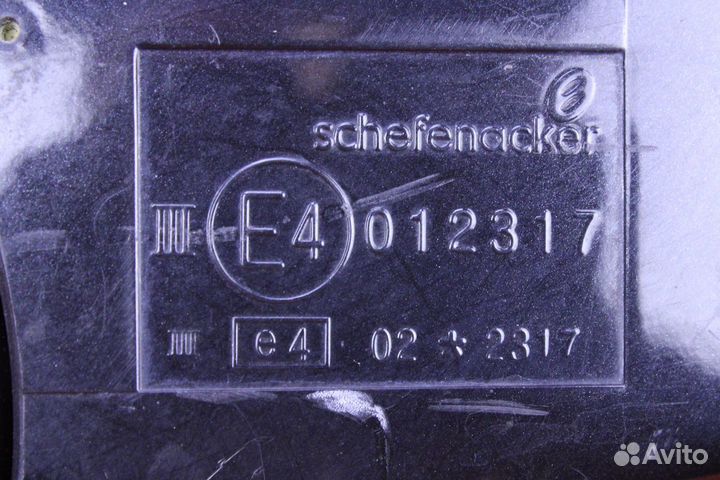 schefenacker
III E4 012317
III e4 02 * 2317
Avito